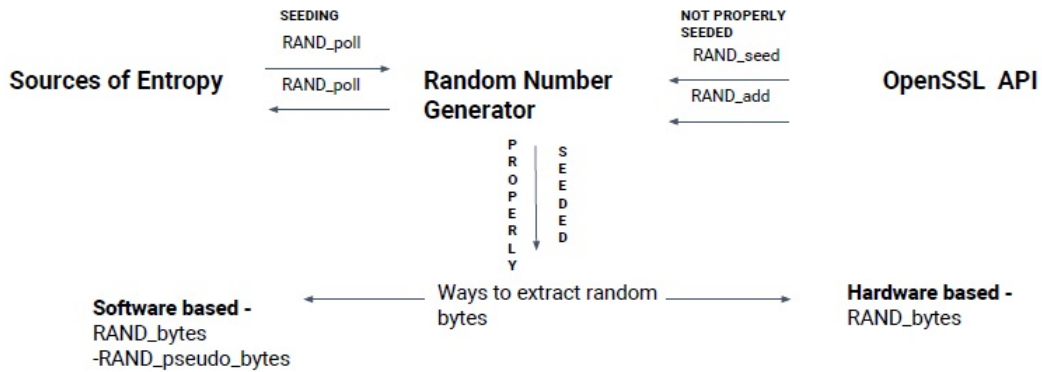 SEEDING
RAND_poll
RAND_poll
NOT PROPERLY
SEEDED
RAND_seed
RAND_add
Sources of Entropy
Random Number
Generator
OpenSSL API
PROPERLY
SEEDED
Ways to extract random
bytes
Software based -
RAND_bytes
-RAND_pseudo_bytes
Hardware based -
RAND_bytes